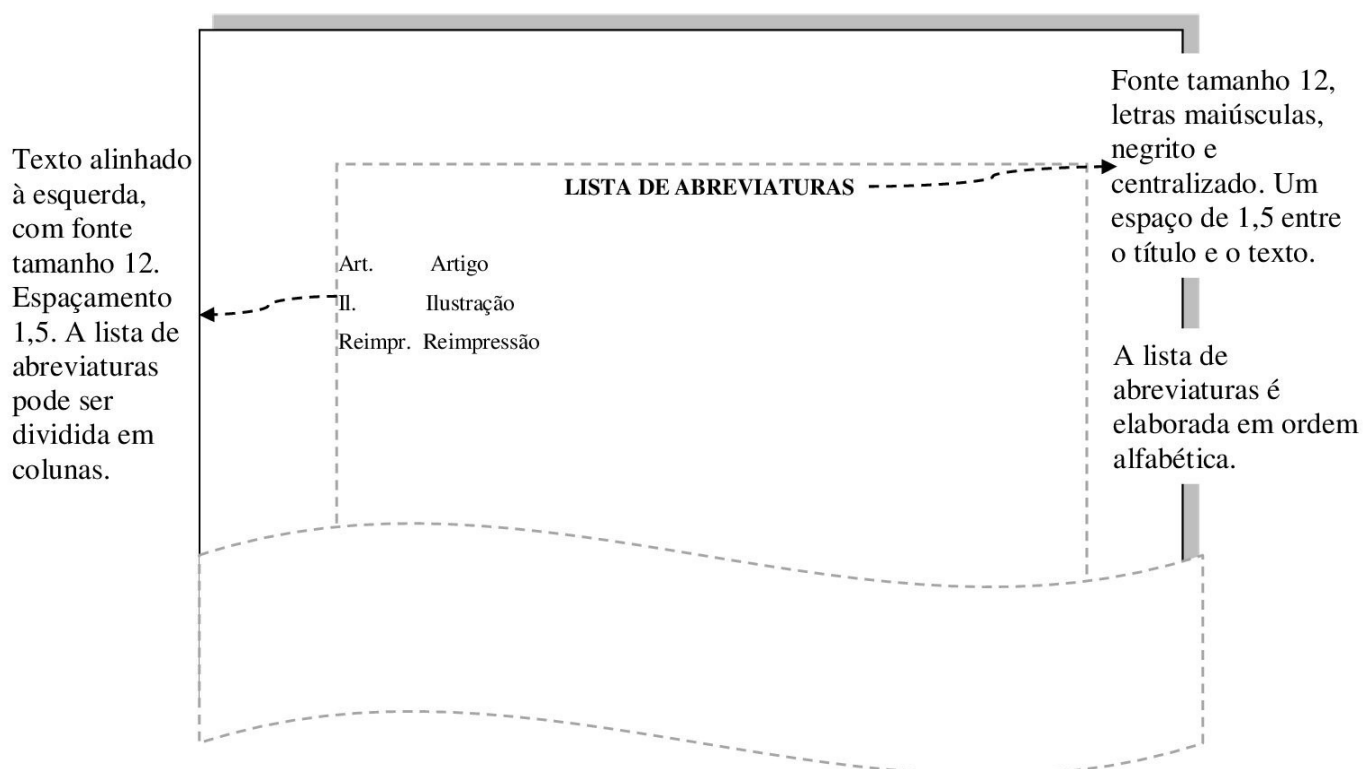 Texto alinhado
à esquerda,
com fonte
tamanho 12.
Espaçamento
1,5. A lista de
abreviaturas
pode ser
dividida em
colunas.
LISTA DE ABREVIATURAS
Art. Artigo
Il. Ilustração
Reimpr. Reimpressão
Fonte tamanho 12,
letras maiúsculas,
negrito e
centralizado. Um
espaço de 1,5 entre
o título e o texto.
A lista de
abreviaturas é
elaborada em ordem
alfabética.